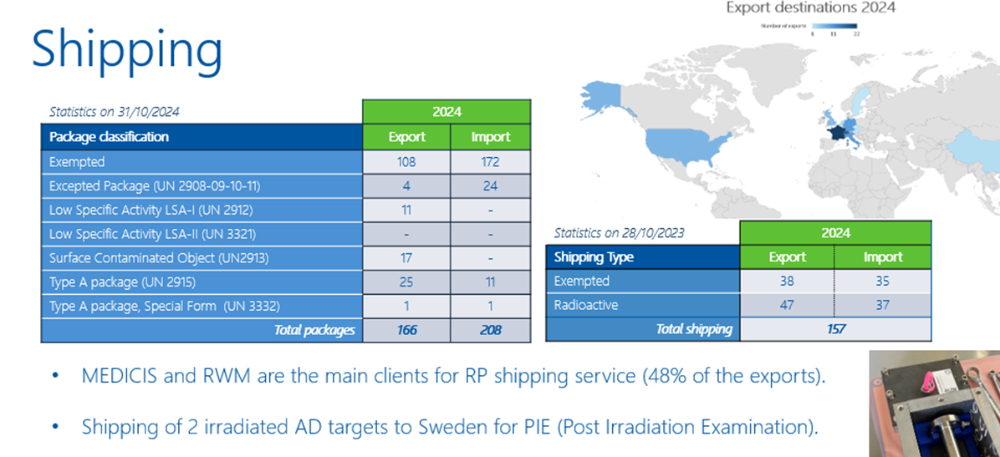 Shipping
Export destinations 2024
Number of exports
1 11 22
Statistics on 31/10/2024 2024
Package classification Export Import
Exempted 108 172
Excepted Package (UN 2908-09-10-11) 4 24
Low Specific Activity LSA-I (UN 2912) 11 -
Low Specific Activity LSA-II (UN 3321) - -
Surface Contaminated Object (UN2913) 17 -
Type A package (UN 2915) 25 11
Type A package, Special Form (UN 3332) 1 1
Total packages 166 208
Statistics on 28/10/2023 2024
Shipping Type Export Import
Exempted 38 35
Radioactive 47 37
Total shipping 157
• MEDICIS and RWM are the main clients for RP shipping service (48% of the exports).
• Shipping of 2 irradiated AD targets to Sweden for PIE (Post Irradiation Examination).